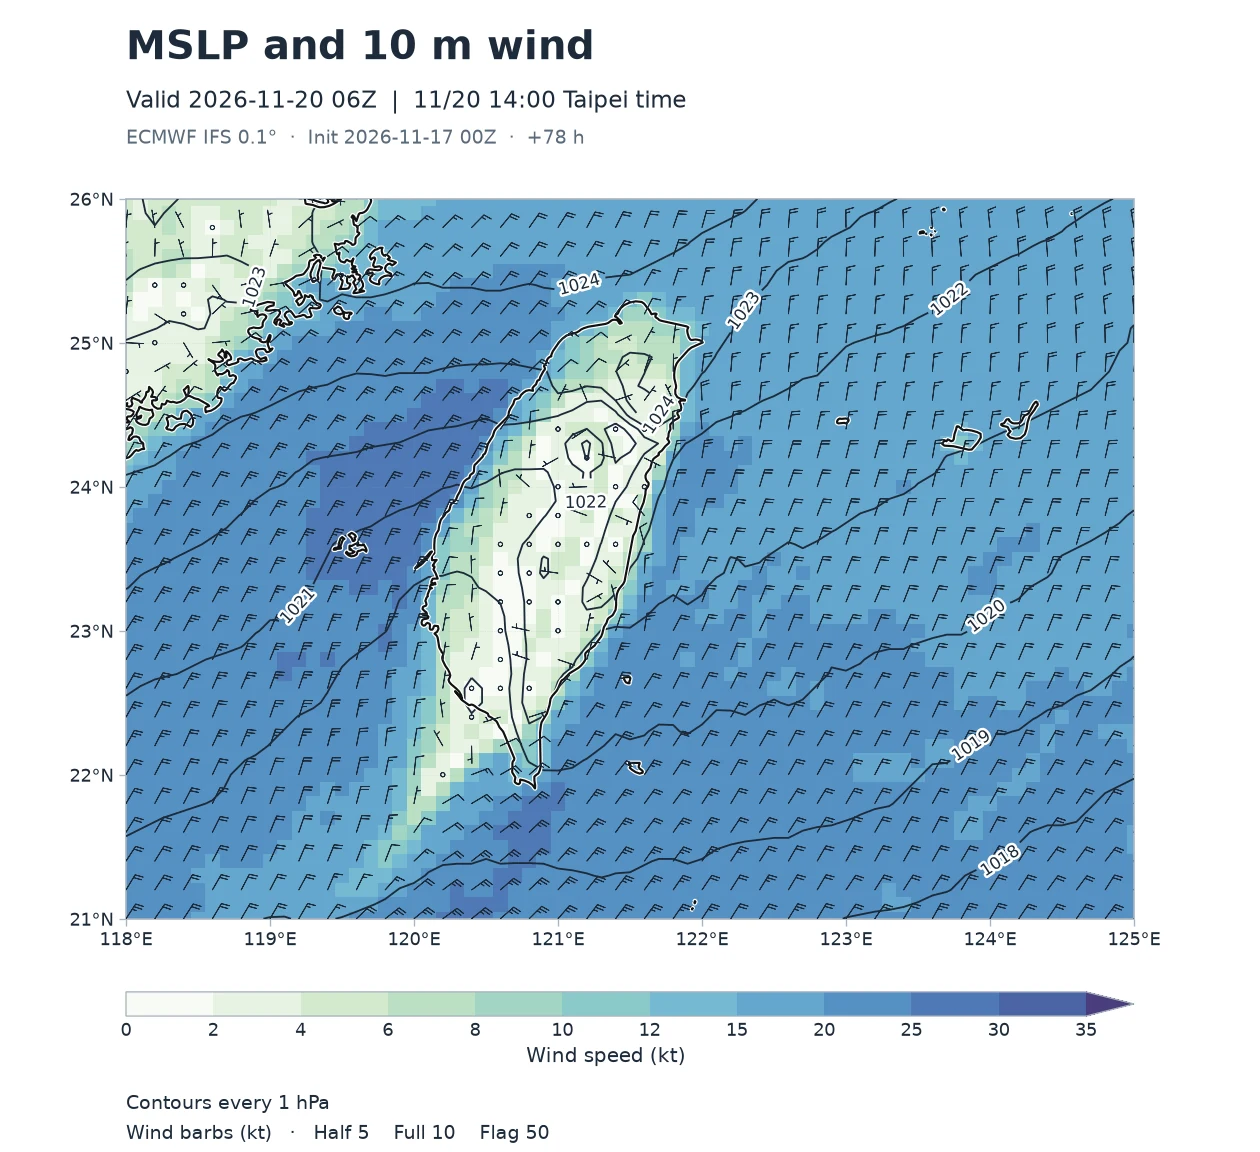 MSLP and 10 m wind
Valid 2026-11-20 06Z | 11/20 14:00 Taipei time
ECMWF IFS 0.1° · Init 2026-11-17 00Z · +78 h
26°N
25°N
24°N
23°N
22°N
21°N
1023
1024
1023
1022
1024
1022
1021
1020
1019
1018
118°E 119°E 120°E 121°E 122°E 123°E 124°E 125°E
0 2 4 6 8 10 12 15 20 25 30 35
Wind speed (kt)
Contours every 1 hPa
Wind barbs (kt) · Half 5 Full 10 Flag 50